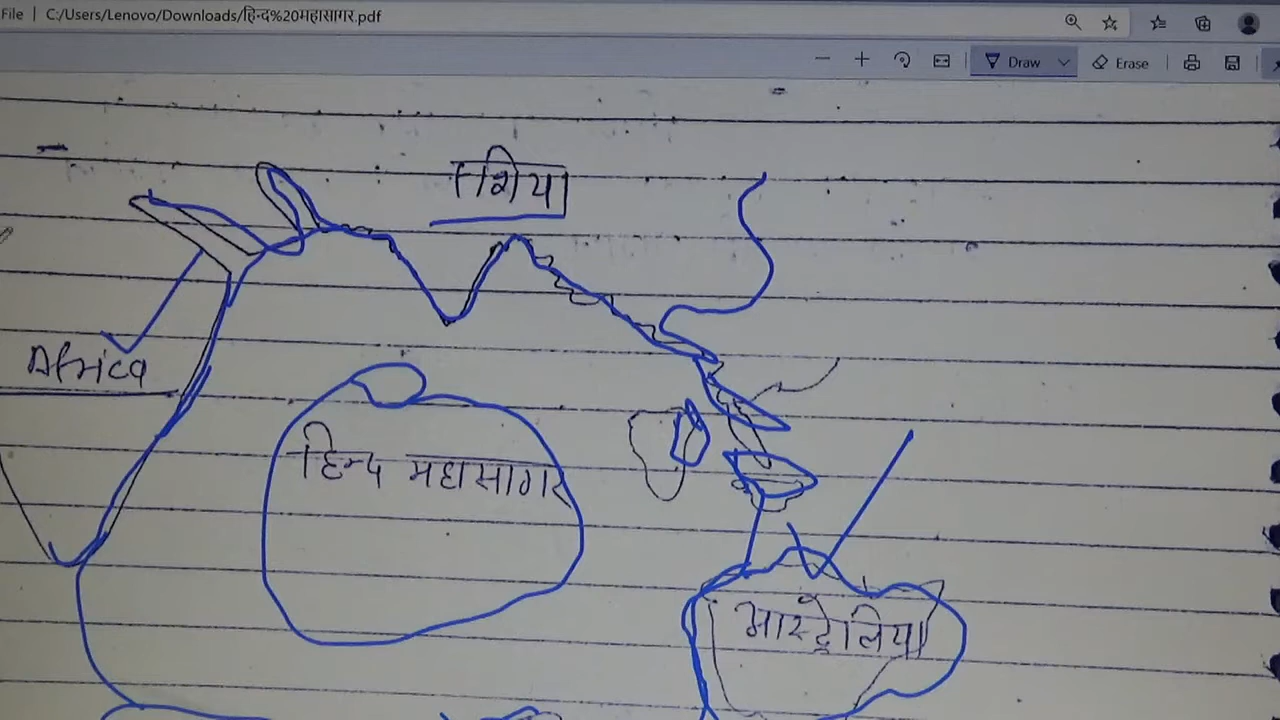 File | C:/Users/Lenovo/Downloads/हिन्द%20महासागर.pdf
Draw
Erase
Africa
हिन्द महासागर
आस्ट्रेलिया